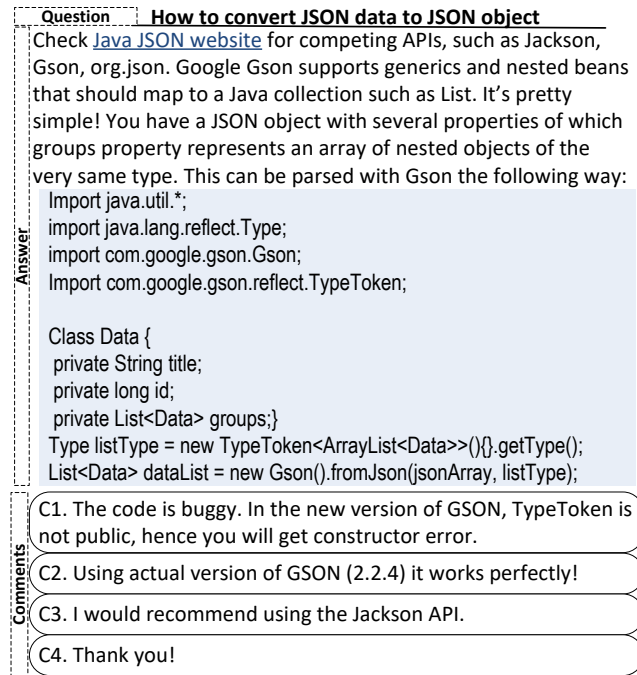 Question
How to convert JSON data to JSON object
Answer
Check Java JSON website for competing APIs, such as Jackson,
Gson, org.json. Google Gson supports generics and nested beans
that should map to a Java collection such as List. It’s pretty
simple! You have a JSON object with several properties of which
groups property represents an array of nested objects of the
very same type. This can be parsed with Gson the following way:
Import java.util.*;
import java.lang.reflect.Type;
import com.google.gson.Gson;
Import com.google.gson.reflect.TypeToken;
Class Data {
private String title;
private long id;
private List<Data> groups;}
Type listType = new TypeToken<ArrayList<Data>>(){}.getType();
List<Data> dataList = new Gson().fromJson(jsonArray, listType);
Comments
C1. The code is buggy. In the new version of GSON, TypeToken is
not public, hence you will get constructor error.
C2. Using actual version of GSON (2.2.4) it works perfectly!
C3. I would recommend using the Jackson API.
C4. Thank you!